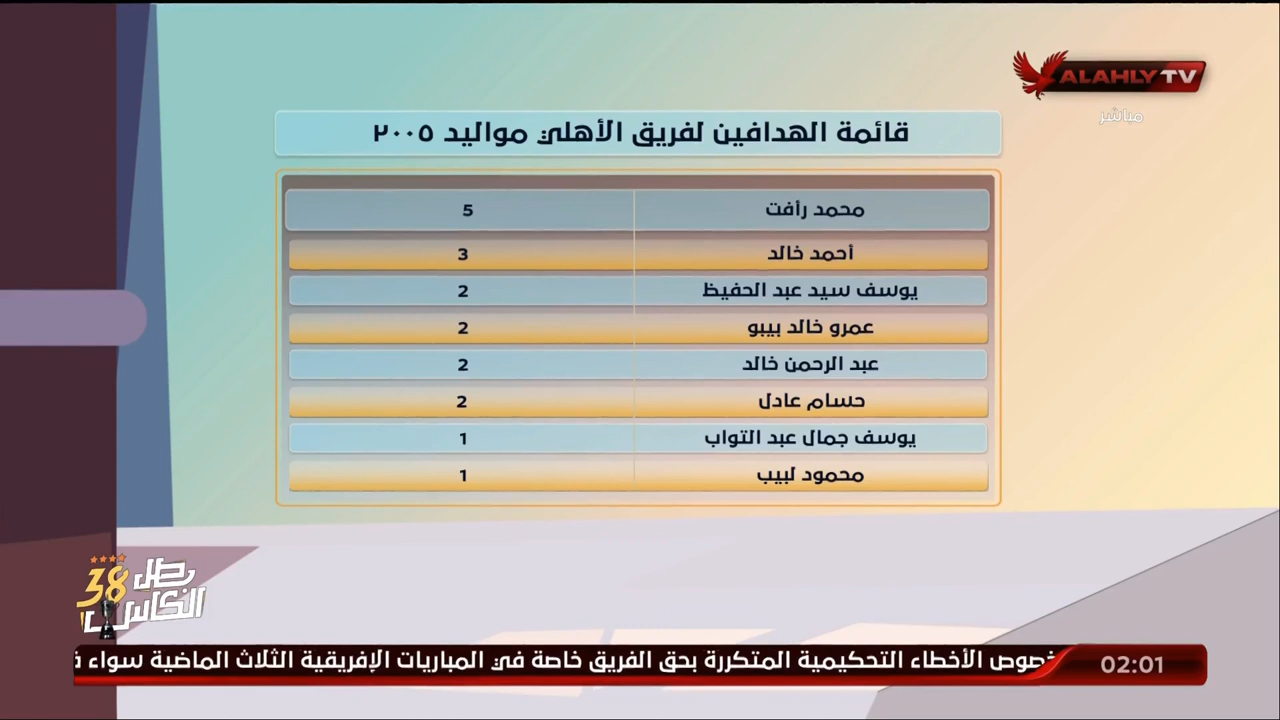 ALAHLY TV
مباشر
قائمة الهدافين لفريق الأهلي مواليد ٢٠٠٥
محمد رأفت 5
أحمد خالد 3
يوسف سيد عبد الحفيظ 2
عمرو خالد بيبو 2
عبد الرحمن خالد 2
حسام عادل 2
يوسف جمال عبد التواب 1
محمود لبيب 1
بطل الكاس 38
الأخطاء التحكيمية المتكررة بحق الفريق خاصة في المباريات الإفريقية الثلاث الماضية سواء
02:01